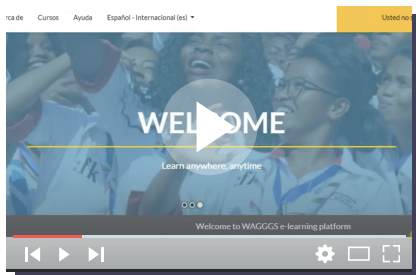 rca de Cursos Ayuda Español - Internacional (es) Usted no
WELCOME
Learn anywhere, anytime
Welcome to WAGGGS e-learning platform